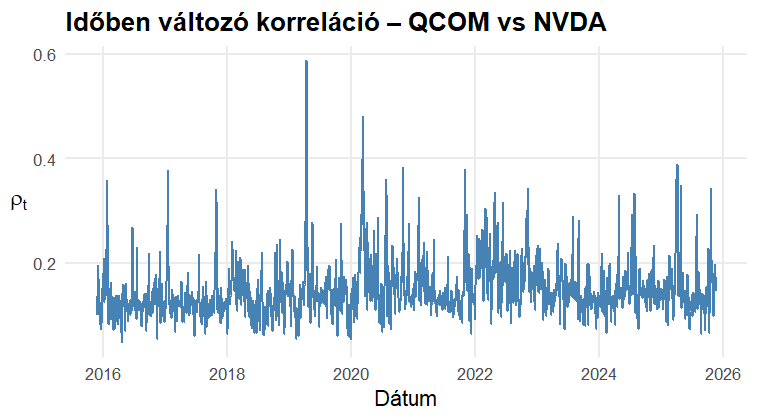 Időben változó korreláció – QCOM vs NVDA
0.6
0.4
ρt
0.2
2016 2018 2020 2022 2024 2026
Dátum